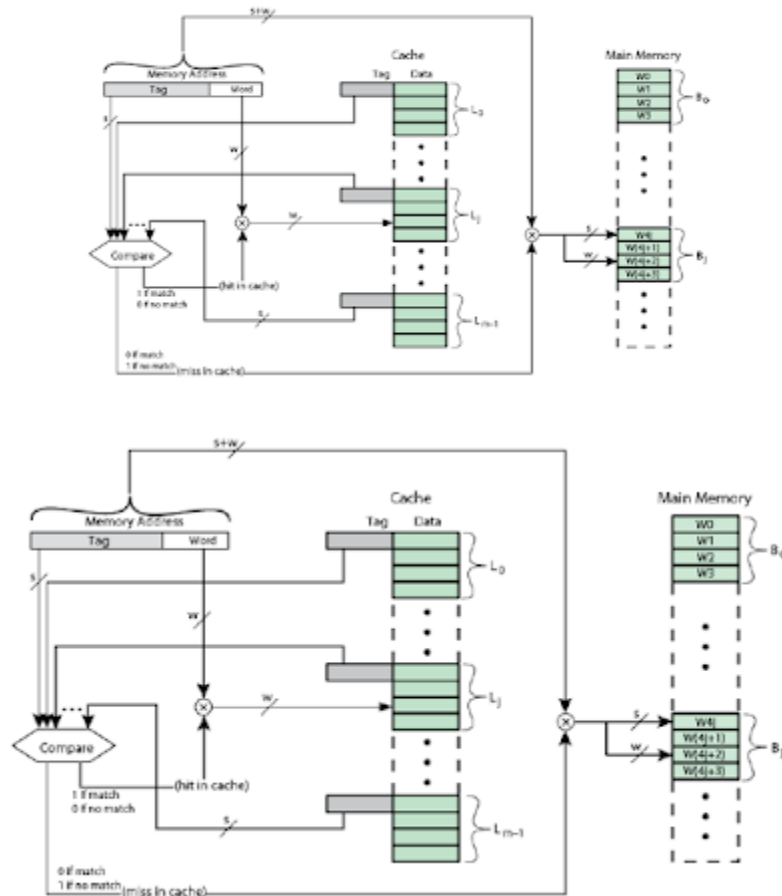 s+w
Cache
Main Memory
Memory Address
Tag Data
Tag Word
W0
W1
W2
W3
B0
L0
s
w
w
Lj
s
w
W4j
W(4j+1)
W(4j+2)
W(4j+3)
Bj
Compare
(hit in cache)
1 if match
0 if no match
s
Lm-1
0 if match
1 if no match
(miss in cache)
s+w
Cache
Main Memory
Memory Address
Tag Data
Tag Word
W0
W1
W2
W3
B0
L0
s
w
w
Lj
s
w
W4j
W(4j+1)
W(4j+2)
W(4j+3)
Bj
Compare
(hit in cache)
1 if match
0 if no match
s
Lm-1
0 if match
1 if no match
(miss in cache)